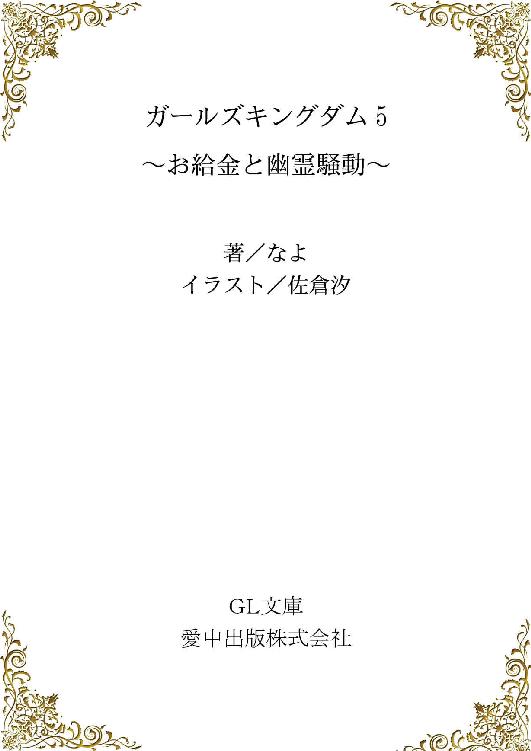 ガールズキングダム5
～お給金と幽霊騒動～
著／なよ
イラスト／佐倉汐
GL文庫
愛中出版株式会社